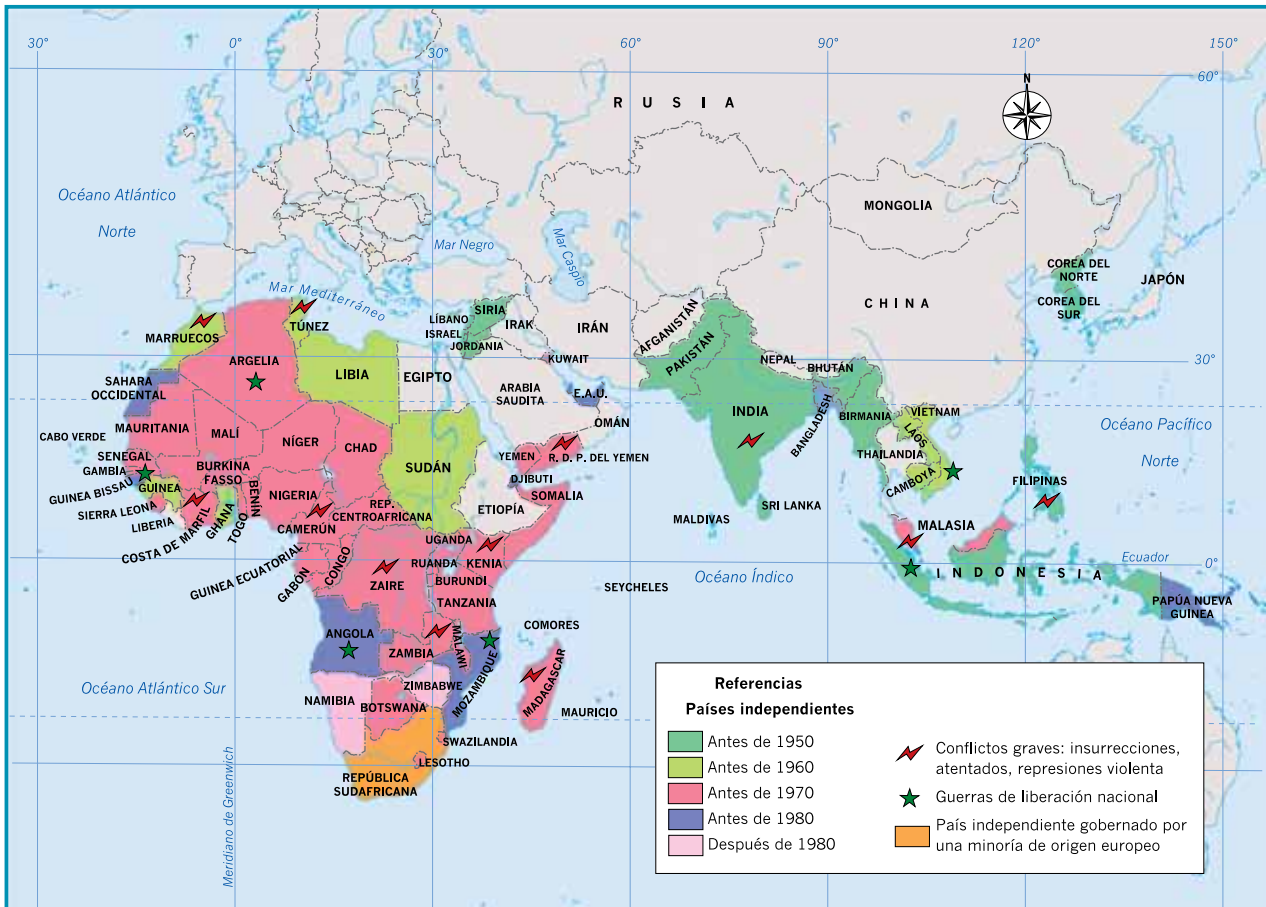 30°
0°
30°
60°
90°
120°
150°
60°
N
RUSIA
Océano Atlántico
Norte
MONGOLIA
Mar Negro
Mar Caspio
COREA DEL
NORTE
JAPÓN
COREA DEL
SUR
CHINA
Mar Mediterráneo
SIRIA
LÍBANO
IRAK
IRÁN
AFGANISTÁN
ISRAEL
JORDANIA
PAKISTÁN
KUWAIT
NEPAL
BHUTÁN
30°
MARRUECOS
TÚNEZ
ARGELIA
LIBIA
EGIPTO
SAHARA
OCCIDENTAL
ARABIA
SAUDITA
E.A.U.
OMÁN
INDIA
BANGLADESH
BIRMANIA
VIETNAM
LAOS
THAILANDIA
CAMBOYA
Océano Pacífico
Norte
FILIPINAS
MAURITANIA
MALÍ
NÍGER
CHAD
SUDÁN
YEMEN
R. D. P. DEL YEMEN
CABO VERDE
SENEGAL
GAMBIA
GUINEA BISSAU
GUINEA
BURKINA
FASSO
SIERRA LEONA
LIBERIA
COSTA DE MARFIL
GHANA
TOGO
BENÍN
NIGERIA
CAMERÚN
REP.
CENTROAFRICANA
DJIBUTI
SOMALIA
ETIOPÍA
MALDIVAS
SRI LANKA
MALASIA
Ecuador
0°
INDONESIA
PAPÚA NUEVA
GUINEA
GUINEA ECUATORIAL
GABÓN
CONGO
ZAIRE
UGANDA
RUANDA
KENIA
BURUNDI
TANZANIA
Océano Índico
SEYCHELES
COMORES
ANGOLA
ZAMBIA
MALAWI
MOZAMBIQUE
MADAGASCAR
ZIMBABWE
NAMIBIA
BOTSWANA
MAURICIO
SWAZILANDIA
LESOTHO
REPÚBLICA
SUDAFRICANA
Océano Atlántico Sur
Meridiano de Greenwich
Referencias
Países independientes
Antes de 1950
Antes de 1960
Antes de 1970
Antes de 1980
Después de 1980
Conflictos graves: insurrecciones,
atentados, represiones violenta
Guerras de liberación nacional
País independiente gobernado por
una minoría de origen europeo